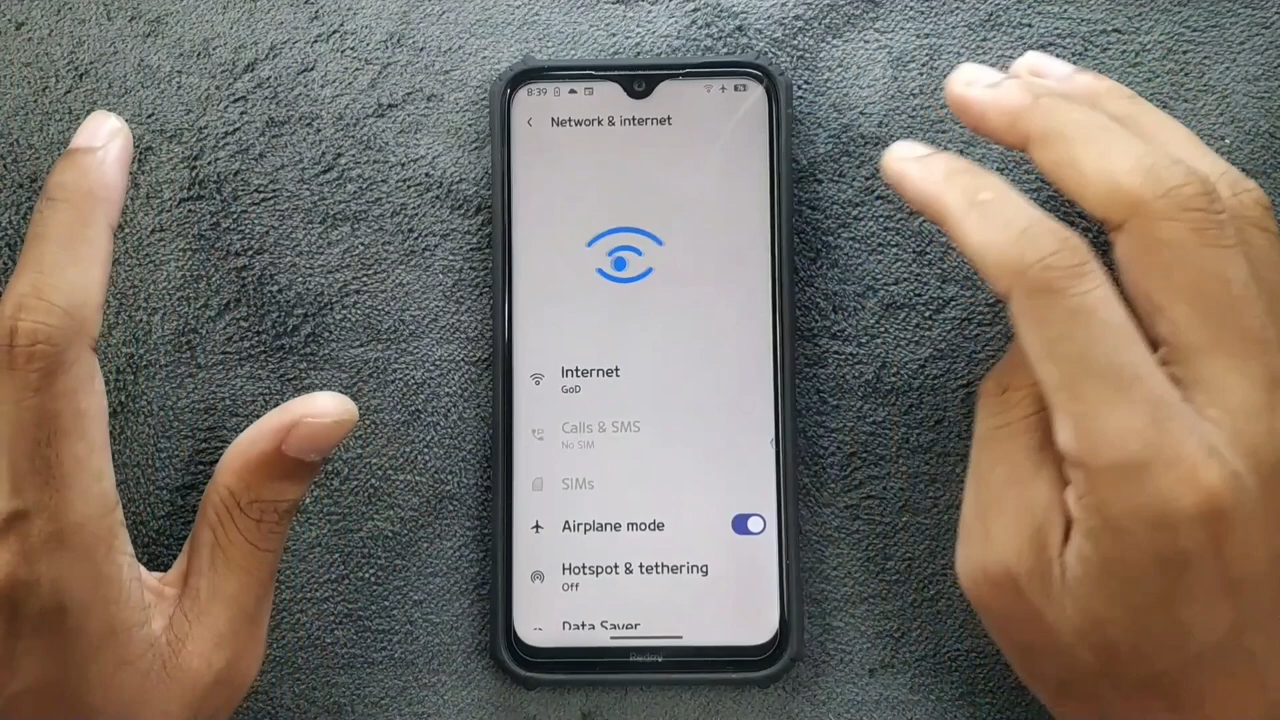 8:39
76
Network & internet
Internet
GoD
Calls & SMS
No SIM
SIMs
Airplane mode
Hotspot & tethering
Off
Data Saver
Redmi